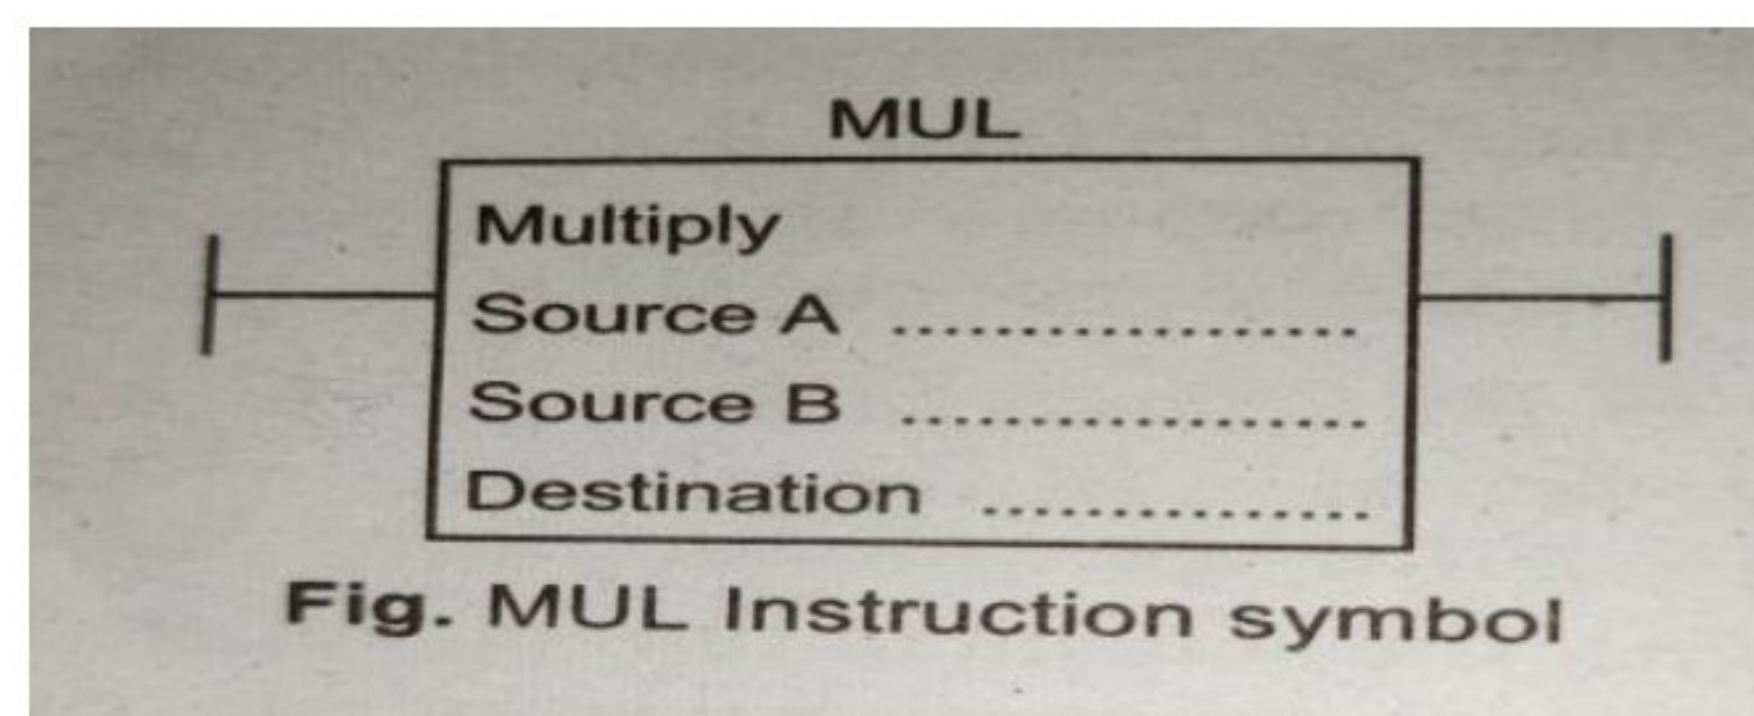 MUL
Multiply
Source A ..................
Source B ..................
Destination ...............
Fig. MUL Instruction symbol